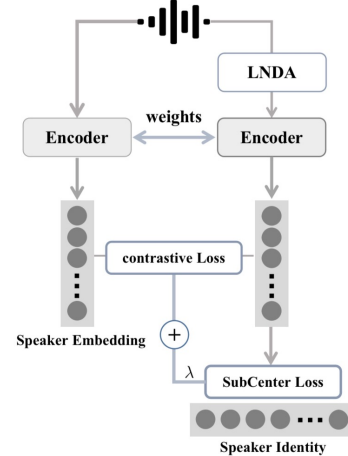 LNDA
Encoder
weights
Encoder
contrastive Loss
+
Speaker Embedding
λ
SubCenter Loss
Speaker Identity